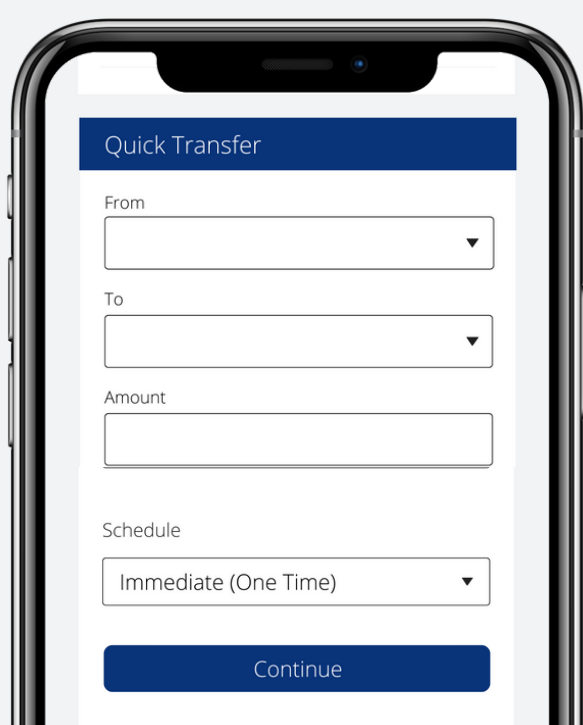 Quick Transfer
From
To
Amount
Schedule
Immediate (One Time)
Continue